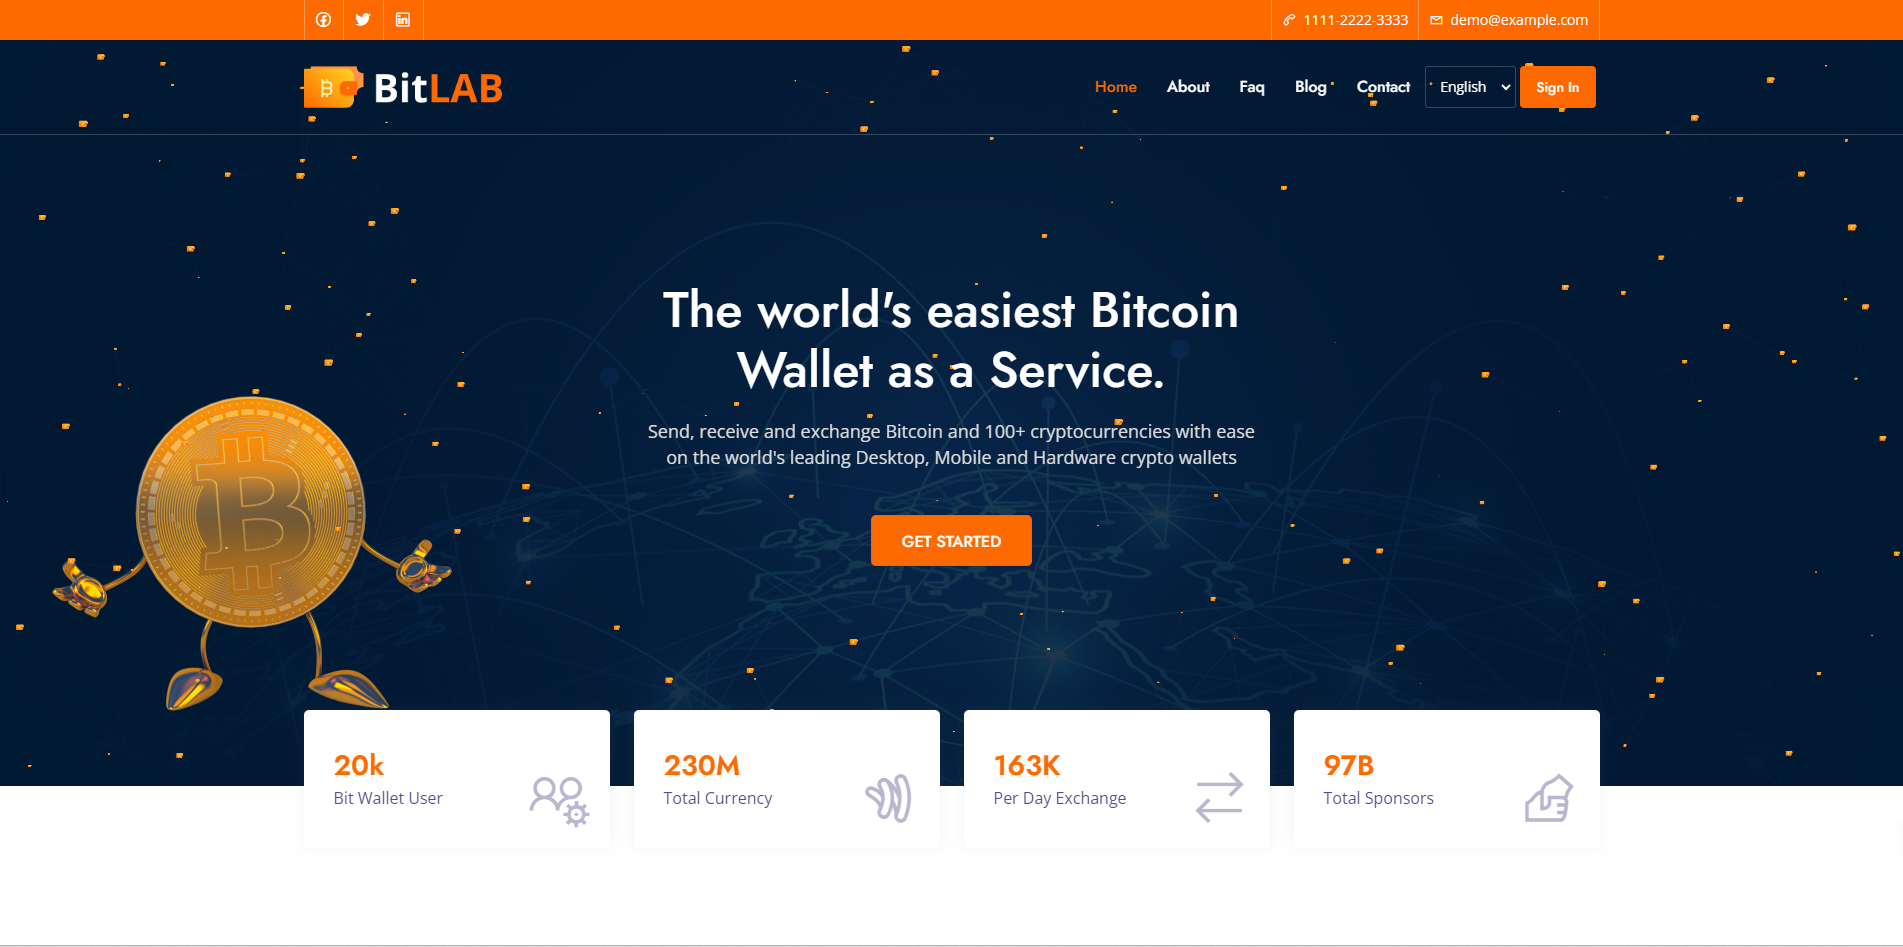 1111-2222-3333
demo@example.com
BitLAB
Home
About
Faq
Blog
Contact
English
Sign In
The world's easiest Bitcoin
Wallet as a Service.
Send, receive and exchange Bitcoin and 100+ cryptocurrencies with ease
on the world's leading Desktop, Mobile and Hardware crypto wallets
GET STARTED
20k
Bit Wallet User
230M
Total Currency
163K
Per Day Exchange
97B
Total Sponsors